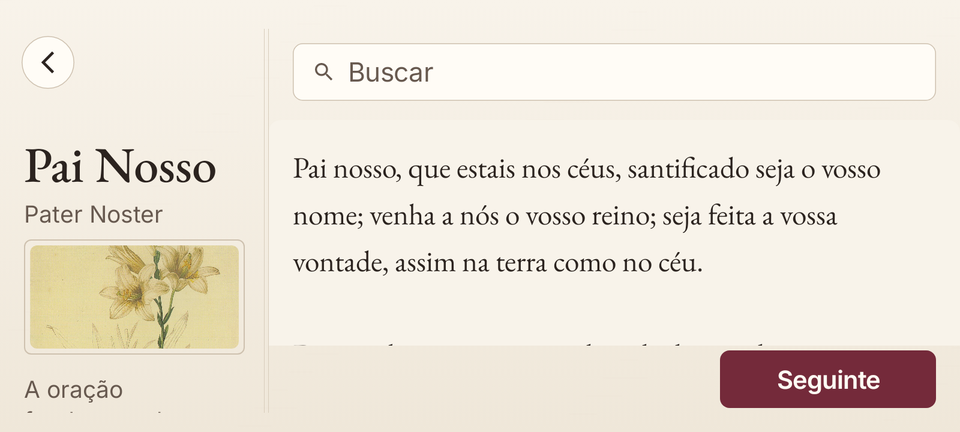 Pai Nosso
Pater Noster
A oração
Buscar
Pai nosso, que estais nos céus, santificado seja o vosso
nome; venha a nós o vosso reino; seja feita a vossa
vontade, assim na terra como no céu.
Seguinte